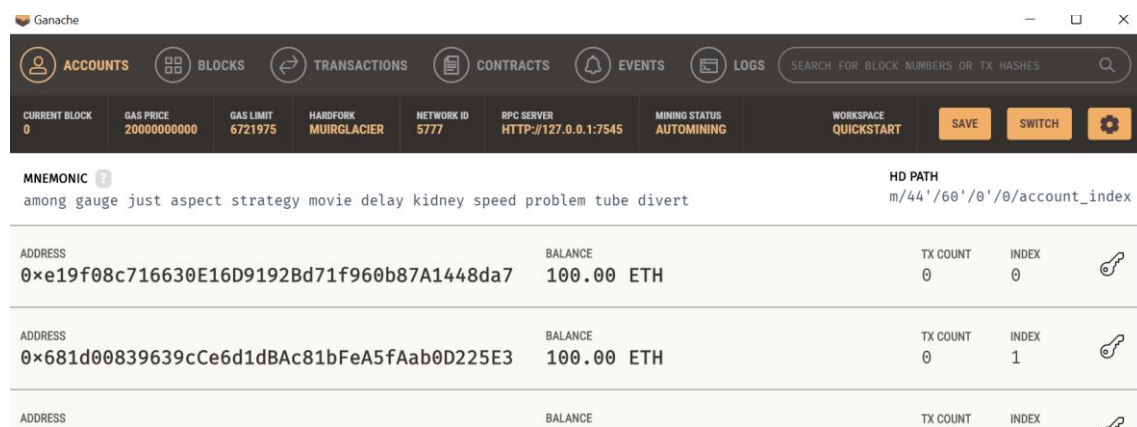 Ganache
ACCOUNTS BLOCKS TRANSACTIONS CONTRACTS EVENTS LOGS SEARCH FOR BLOCK NUMBERS OR TX HASHES
CURRENT BLOCK GAS PRICE GAS LIMIT HARDFORK NETWORK ID RPC SERVER MINING STATUS WORKSPACE
0 20000000000 6721975 MUIRGLACIER 5777 HTTP://127.0.0.1:7545 AUTOMINING QUICKSTART SAVE SWITCH
MNEMONIC ? HD PATH
among gauge just aspect strategy movie delay kidney speed problem tube divert m/44'/60'/0'/0/account_index
ADDRESS BALANCE TX COUNT INDEX
0×e19f08c716630E16D9192Bd71f960b87A1448da7 100.00 ETH 0 0
ADDRESS BALANCE TX COUNT INDEX
0×681d00839639cCe6d1dBAc81bFeA5fAab0D225E3 100.00 ETH 0 1
ADDRESS BALANCE TX COUNT INDEX